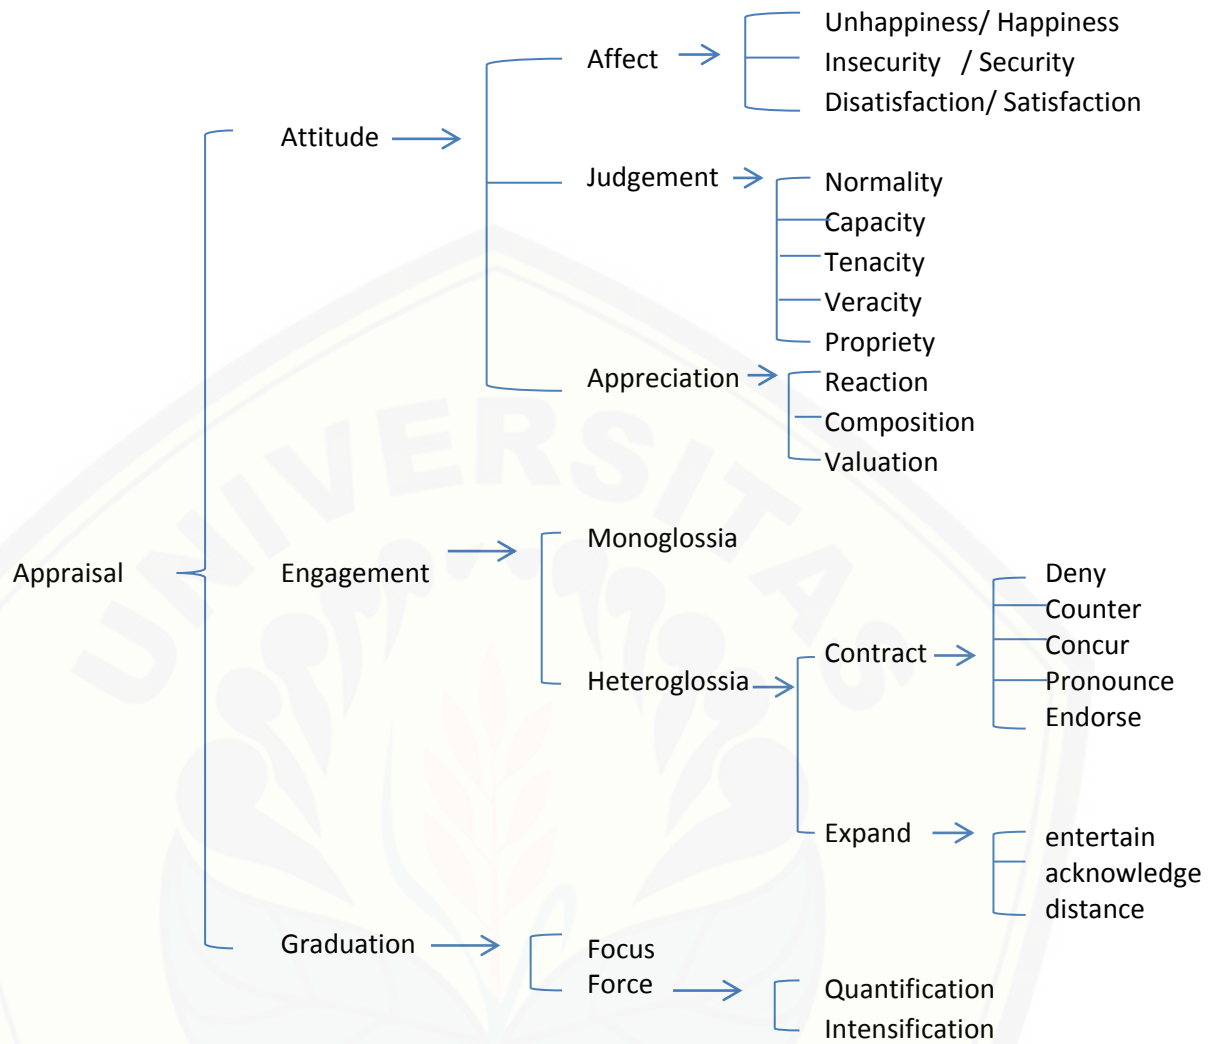 Unhappiness/ Happiness
Affect
Insecurity / Security
Disatisfaction/ Satisfaction
Attitude
Judgement
Normality
Capacity
Tenacity
Veracity
Propriety
Appreciation
Reaction
Composition
Valuation
Monoglossia
Appraisal
Engagement
Deny
Counter
Contract
Concur
Heteroglossia
Pronounce
Endorse
Expand
entertain
acknowledge
distance
Graduation
Focus
Force
Quantification
Intensification
UNIVERSITAS